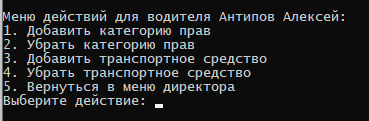 Меню действий для водителя Антипов Алексей:
1. Добавить категорию прав
2. Убрать категорию прав
3. Добавить транспортное средство
4. Убрать транспортное средство
5. Вернуться в меню директора
Выберите действие: _